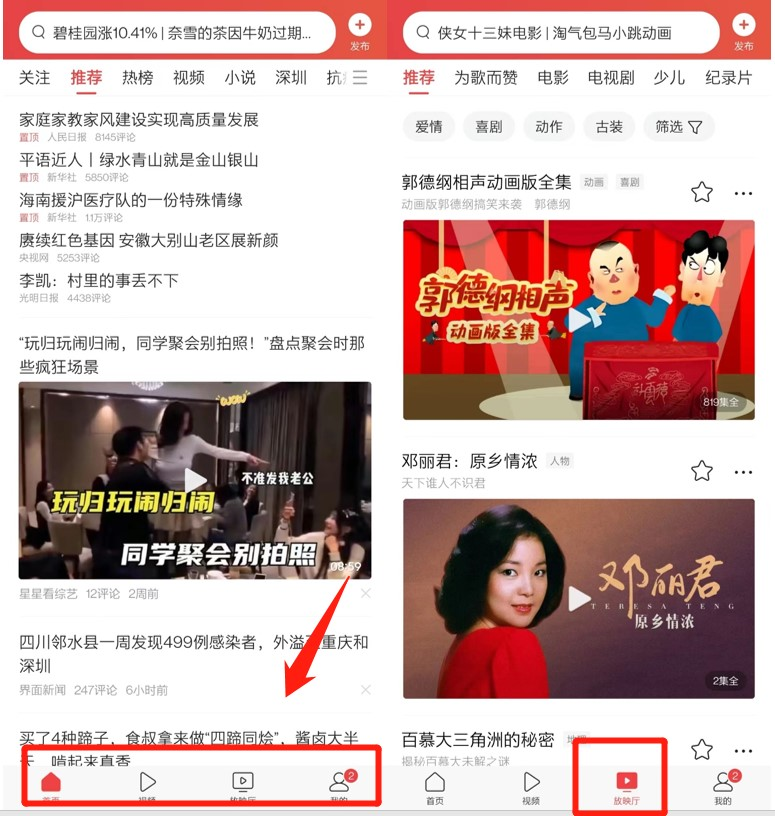 碧桂园涨10.41% | 奈雪的茶因牛奶过期...
发布
关注 推荐 热榜 视频 小说 深圳
家庭家教家风建设实现高质量发展
置顶 人民日报 8145评论
平语近人丨绿水青山就是金山银山
置顶 新华社 5850评论
海南援沪医疗队的一份特殊情缘
置顶 新华社 1.1万评论
赓续红色基因 安徽大别山老区展新颜
央视网 5253评论
李凯：村里的事丢不下
光明日报 4438评论
“玩归玩闹归闹，同学聚会别拍照！”盘点聚会时那
些疯狂场景
不准发我老公
玩归玩闹归闹
同学聚会别拍照
08:59
星星看综艺 12评论 2周前
四川邻水县一周发现499例感染者，外溢至重庆和
深圳
界面新闻 247评论 6小时前
买了4种蹄子，食叔拿来做“四蹄同烩”，酱卤大半
天，啃起来真香
首页 视频 放映厅 我的 2
侠女十三妹电影 | 淘气包马小跳动画
发布
推荐 为歌而赞 电影 电视剧 少儿 纪录片
爱情 喜剧 动作 古装 筛选
郭德纲相声动画版全集 动画 喜剧
动画版郭德纲搞笑来袭 郭德纲
郭德纲相声
动画版全集
819集全
邓丽君：原乡情浓 人物
天下谁人不识君
邓丽君
TERESA TENG
原乡情浓
2集全
百慕大三角洲的秘密
揭秘百慕大未解之谜
首页 视频 放映厅 我的 2